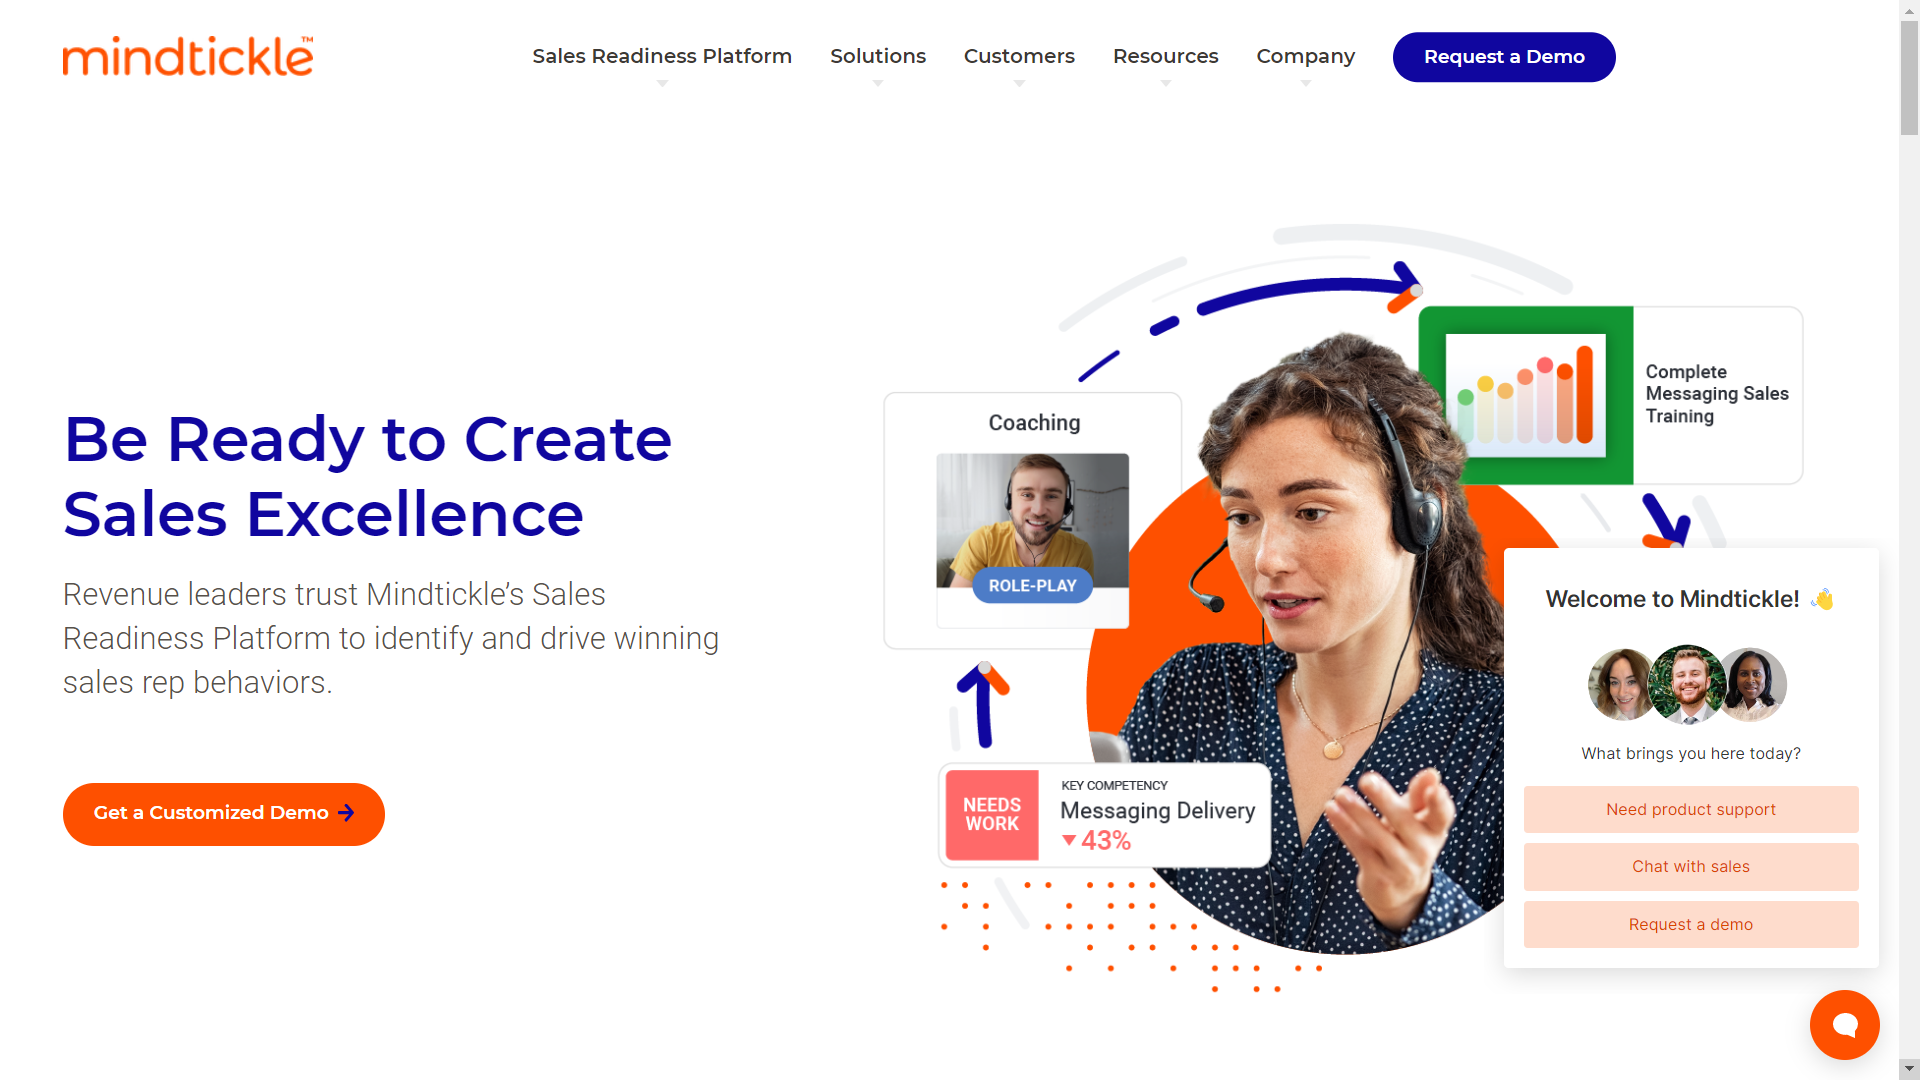 mindtickle™
Sales Readiness Platform
Solutions
Customers
Resources
Company
Request a Demo
Be Ready to Create
Sales Excellence
Revenue leaders trust Mindtickle’s Sales
Readiness Platform to identify and drive winning
sales rep behaviors.
Get a Customized Demo
Coaching
ROLE-PLAY
Complete
Messaging Sales
Training
NEEDS
WORK
KEY COMPETENCY
Messaging Delivery
43%
Welcome to Mindtickle! 👋
What brings you here today?
Need product support
Chat with sales
Request a demo